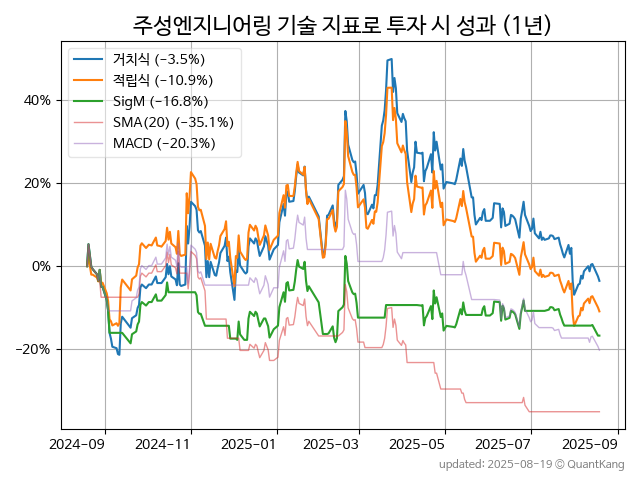 주성엔지니어링 기술 지표로 투자 시 성과 (1년)
거치식 (-3.5%)
적립식 (-10.9%)
SigM (-16.8%)
SMA(20) (-35.1%)
MACD (-20.3%)
40%
20%
0%
-20%
2024-09 2024-11 2025-01 2025-03 2025-05 2025-07 2025-09
updated: 2025-08-19 © QuantKang